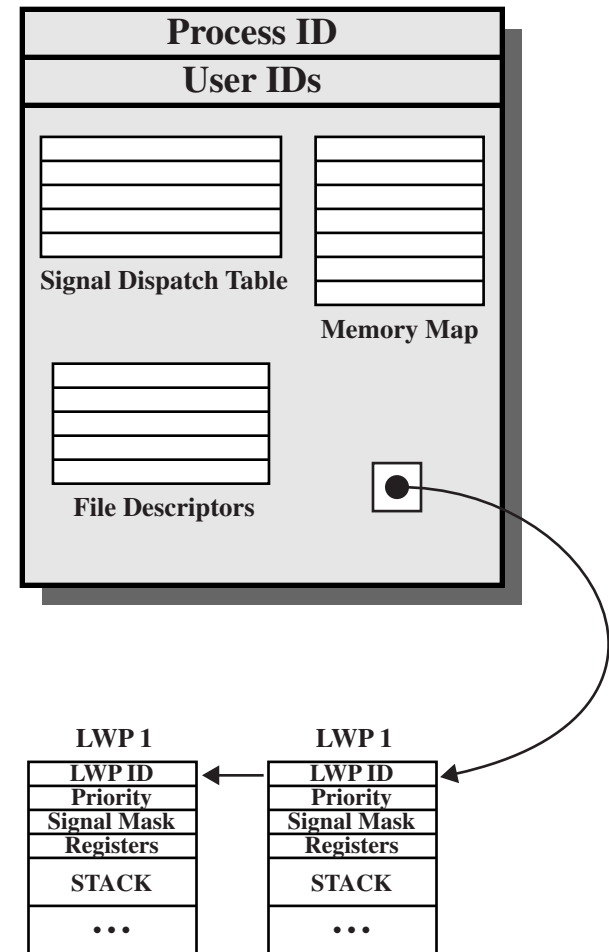 Process ID
User IDs
Signal Dispatch Table
Memory Map
File Descriptors
LWP 1
LWP ID
Priority
Signal Mask
Registers
STACK
• • •
LWP 1
LWP ID
Priority
Signal Mask
Registers
STACK
• • •